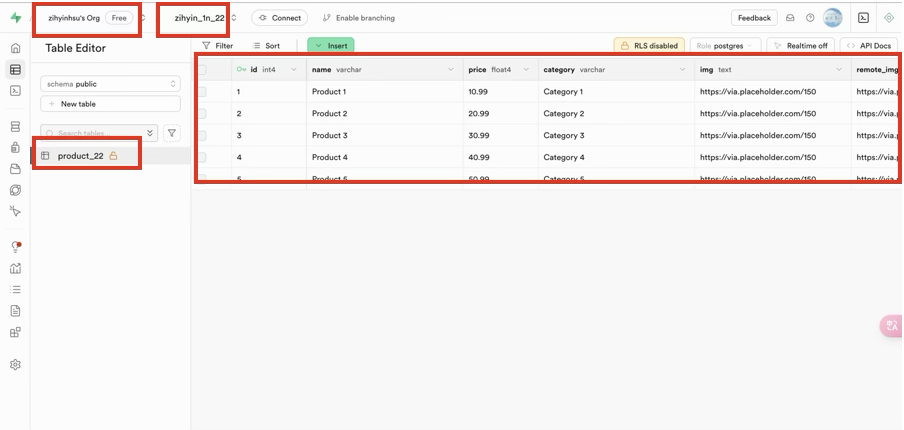 zihyinhsu's Org Free zihyin_1n_22 Connect Enable branching Feedback
Table Editor Filter Sort Insert RLS disabled Role postgres Realtime off API Docs
schema public
New table
Search tables...
product_22
id int4 name varchar price float4 category varchar img text remote_img
1 Product 1 10.99 Category 1 https://via.placeholder.com/150 https://via.p
2 Product 2 20.99 Category 2 https://via.placeholder.com/150 https://via.p
3 Product 3 30.99 Category 3 https://via.placeholder.com/150 https://via.p
4 Product 4 40.99 Category 4 https://via.placeholder.com/150 https://via.p
5 Product 5 50.99 Category 5 https://via.placeholder.com/150 https://via.p